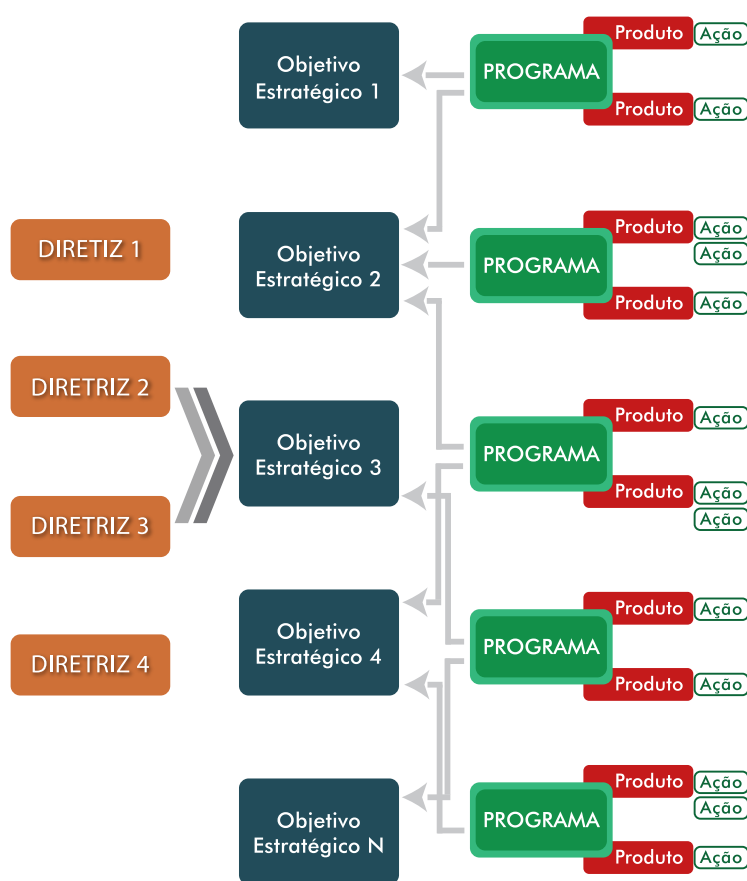 DIRETIZ 1
DIRETRIZ 2
DIRETRIZ 3
DIRETRIZ 4
Objetivo
Estratégico 1
Objetivo
Estratégico 2
Objetivo
Estratégico 3
Objetivo
Estratégico 4
Objetivo
Estratégico N
PROGRAMA
Produto
Ação
Produto
Ação
PROGRAMA
Produto
Ação
Ação
Produto
Ação
PROGRAMA
Produto
Ação
Produto
Ação
Ação
PROGRAMA
Produto
Ação
Produto
Ação
PROGRAMA
Produto
Ação
Ação
Produto
Ação